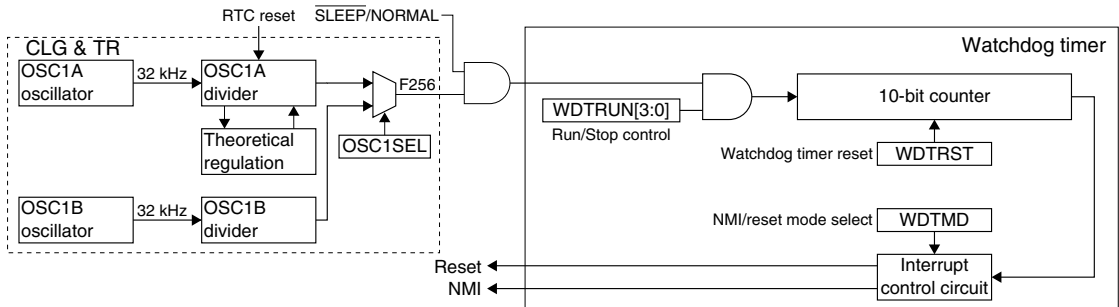 RTC reset
SLEEP/NORMAL
CLG & TR
Watchdog timer
OSC1A
oscillator
32 kHz
OSC1A
divider
F256
10-bit counter
WDTRUN[3:0]
Run/Stop control
Theoretical
regulation
OSC1SEL
Watchdog timer reset
WDTRST
OSC1B
oscillator
32 kHz
OSC1B
divider
NMI/reset mode select
WDTMD
Reset
NMI
Interrupt
control circuit